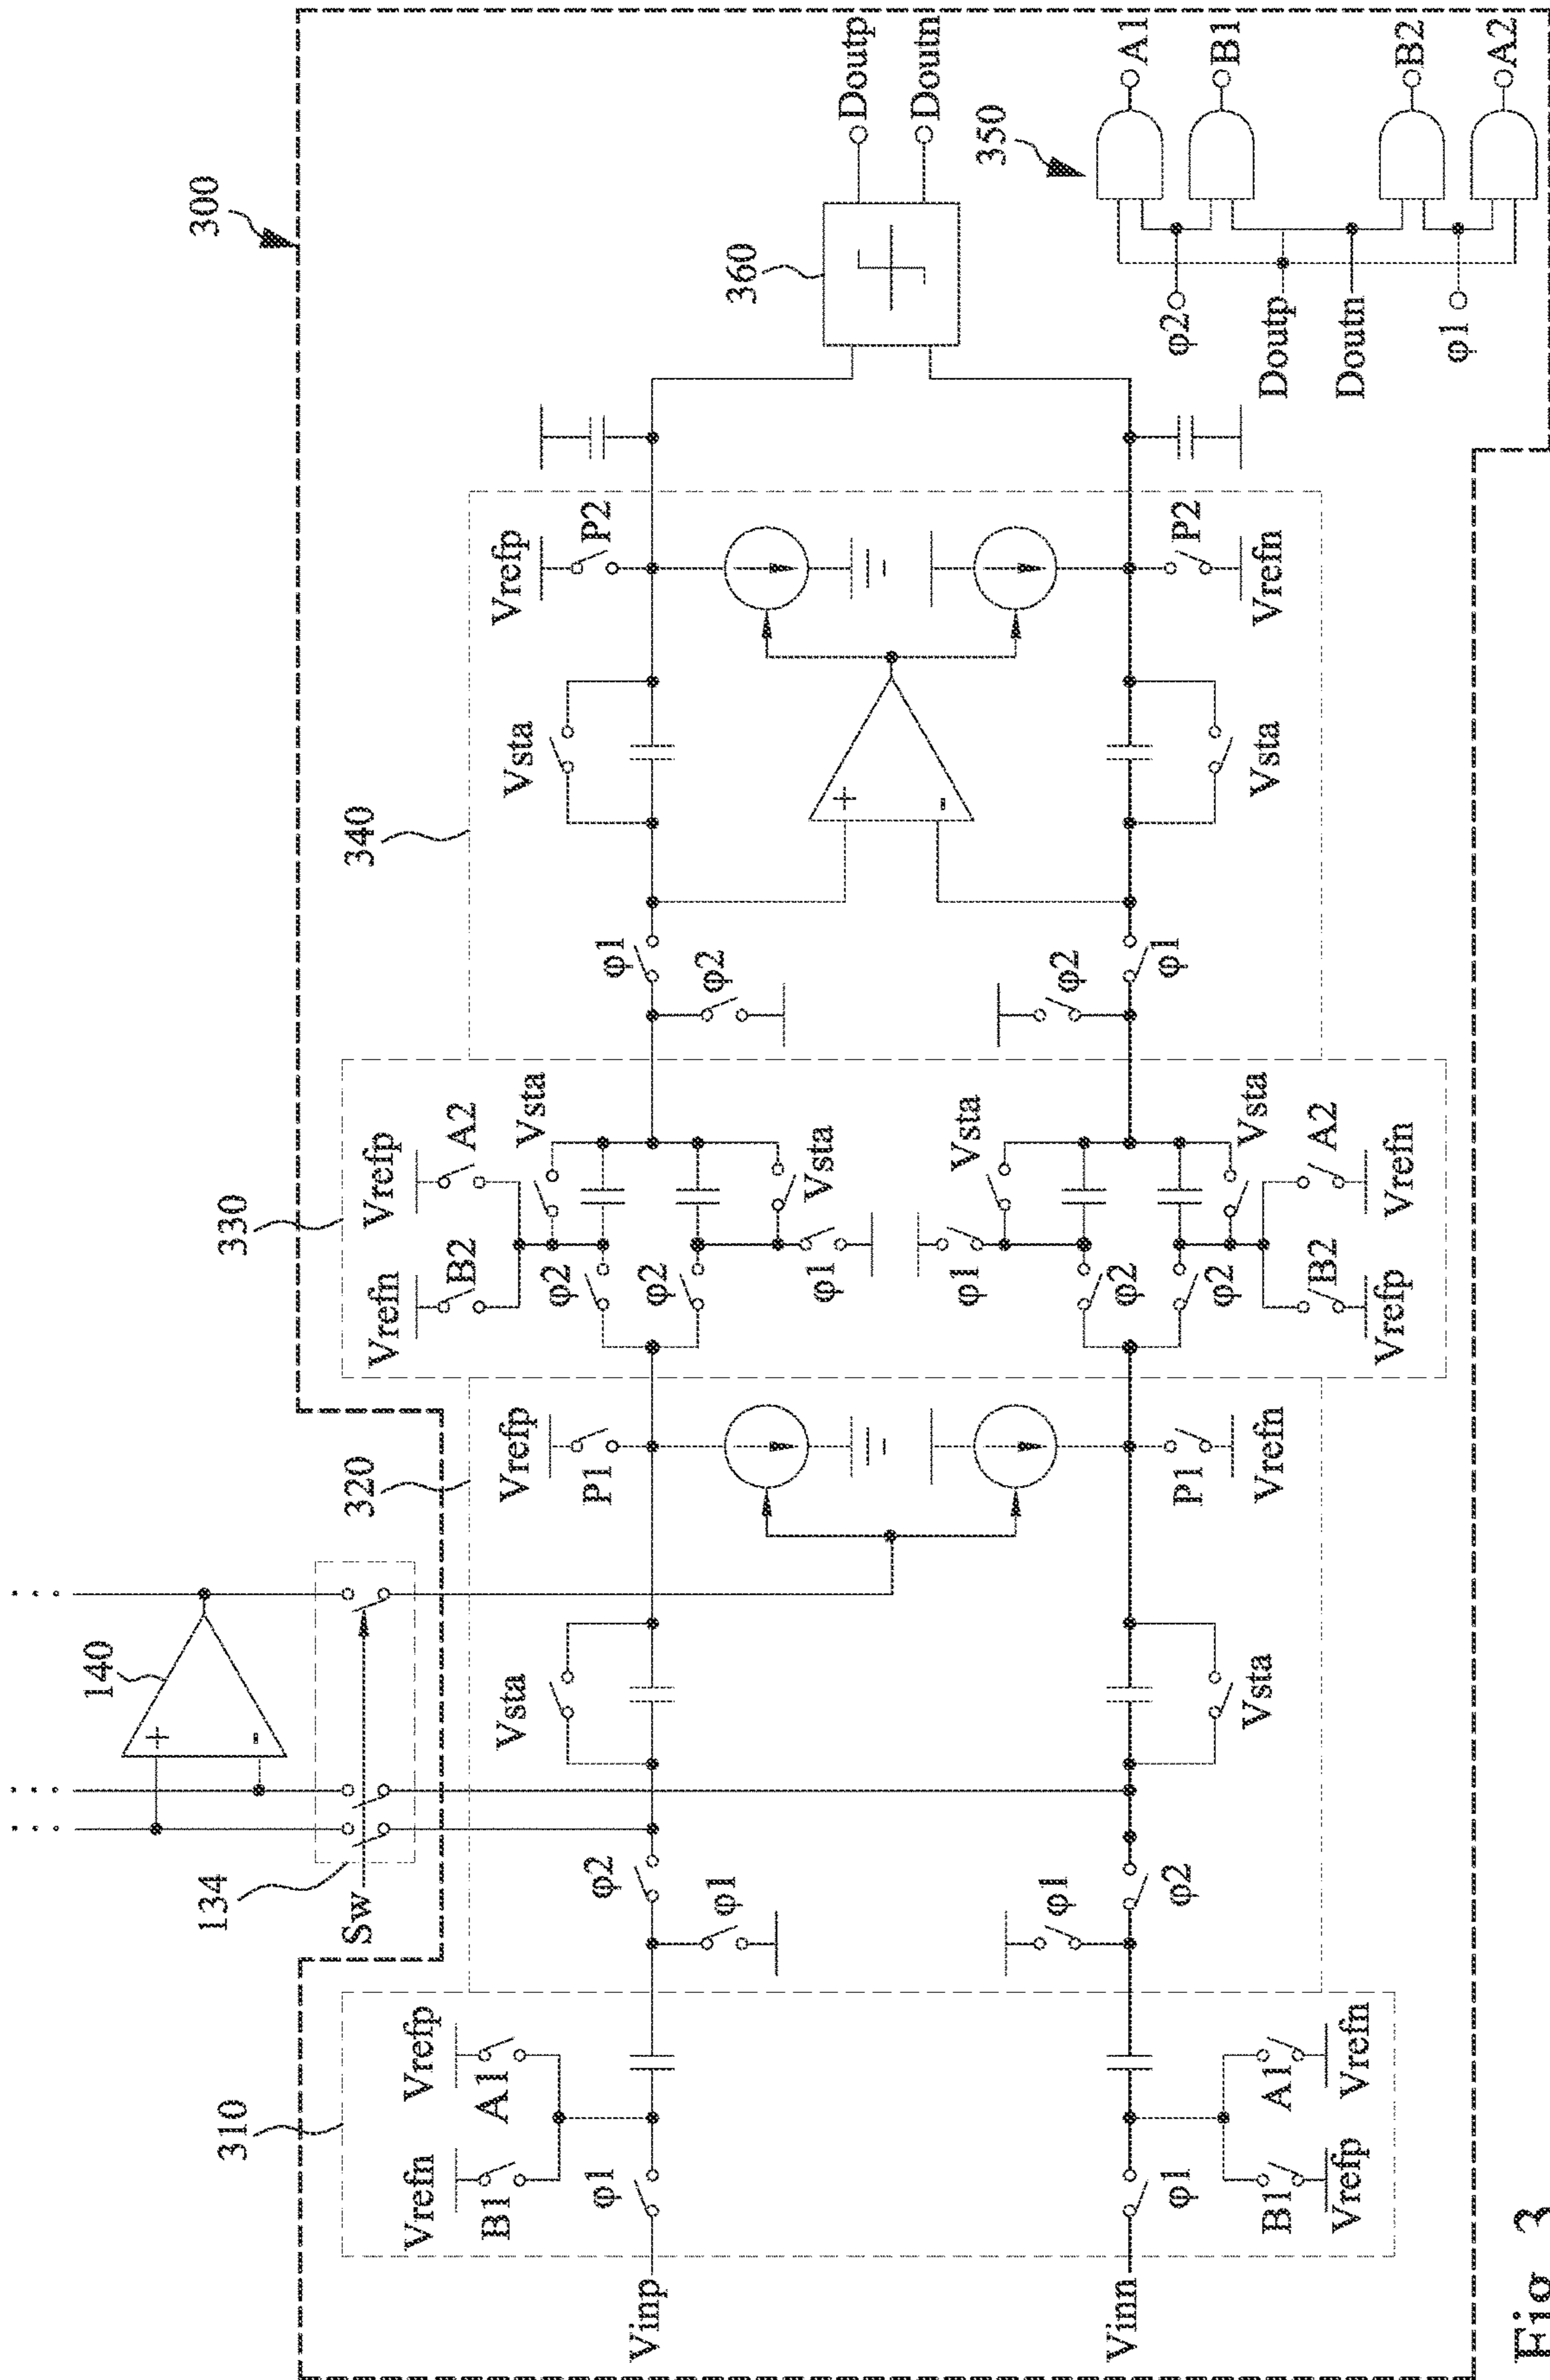 300
140
134
Sw
310
320
330
340
360
350
Vrefn
Vrefp
B1
A1
φ1
Vinp
φ2
φ1
Vsta
Vrefp
P1
Vrefn
Vrefp
B2
A2
Vsta
φ2
φ2
Vsta
φ1
φ1
φ2
Vsta
Vrefp
P2
Doutp
Doutn
+
-
+
-
Vinn
φ1
B1
A1
Vrefp
Vrefn
φ1
φ2
Vsta
P1
Vrefn
φ1
Vsta
φ2
φ2
Vsta
B2
A2
Vrefp
Vrefn
φ2
φ1
Vsta
P2
Vrefn
φ2
Doutp
Doutn
φ1
A1
B1
B2
A2
Fig 3